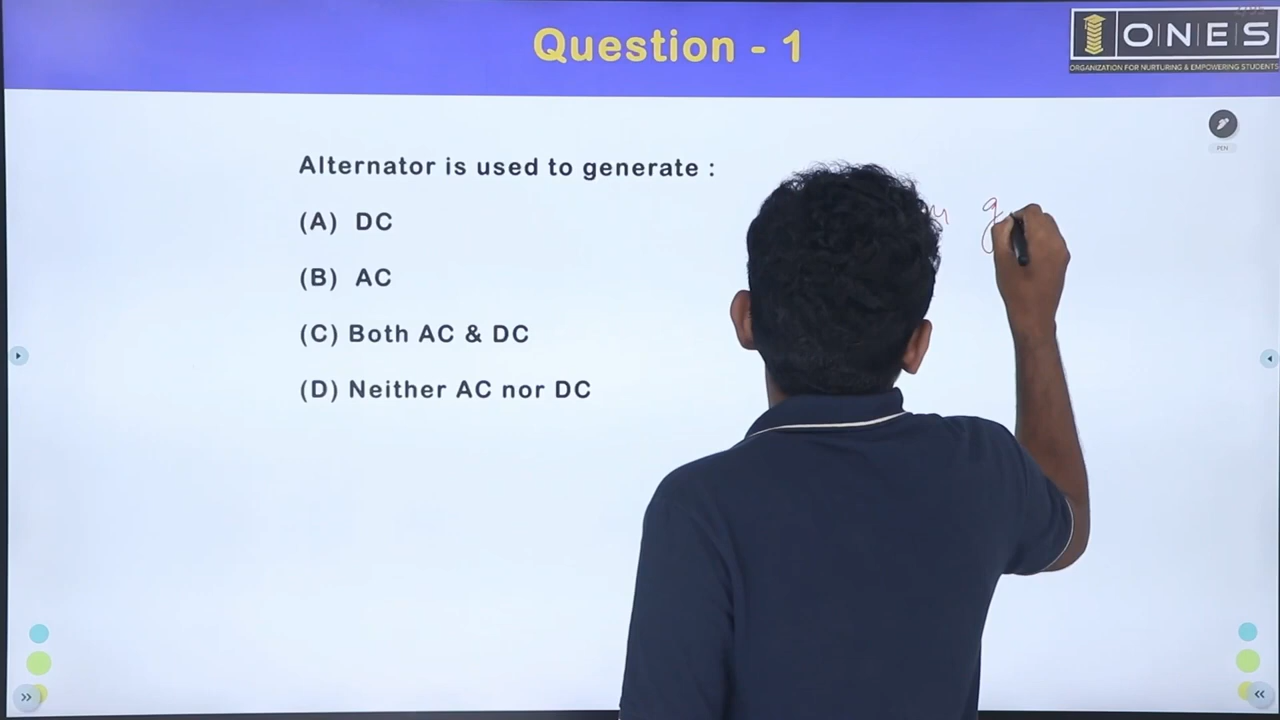 Question - 1
ONES
ORGANIZATION FOR NURTURING & EMPOWERING STUDENTS
PEN
Alternator is used to generate :
(A) DC
(B) AC
(C) Both AC & DC
(D) Neither AC nor DC